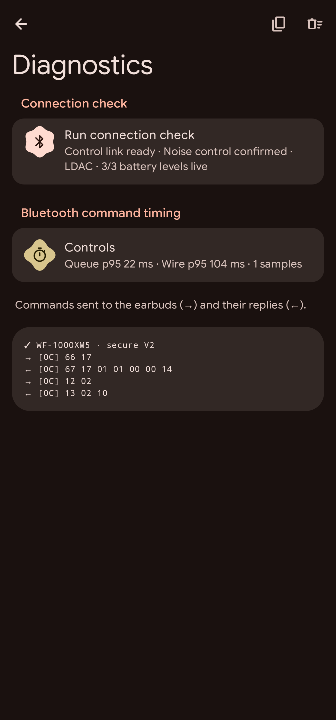 Diagnostics
Connection check
Run connection check
Control link ready · Noise control confirmed ·
LDAC · 3/3 battery levels live
Bluetooth command timing
Controls
Queue p95 22 ms · Wire p95 104 ms · 1 samples
Commands sent to the earbuds (→) and their replies (←).
✓ WF-1000XM5 · secure V2
→ [0C] 66 17
← [0C] 67 17 01 01 00 00 14
→ [0C] 12 02
← [0C] 13 02 10